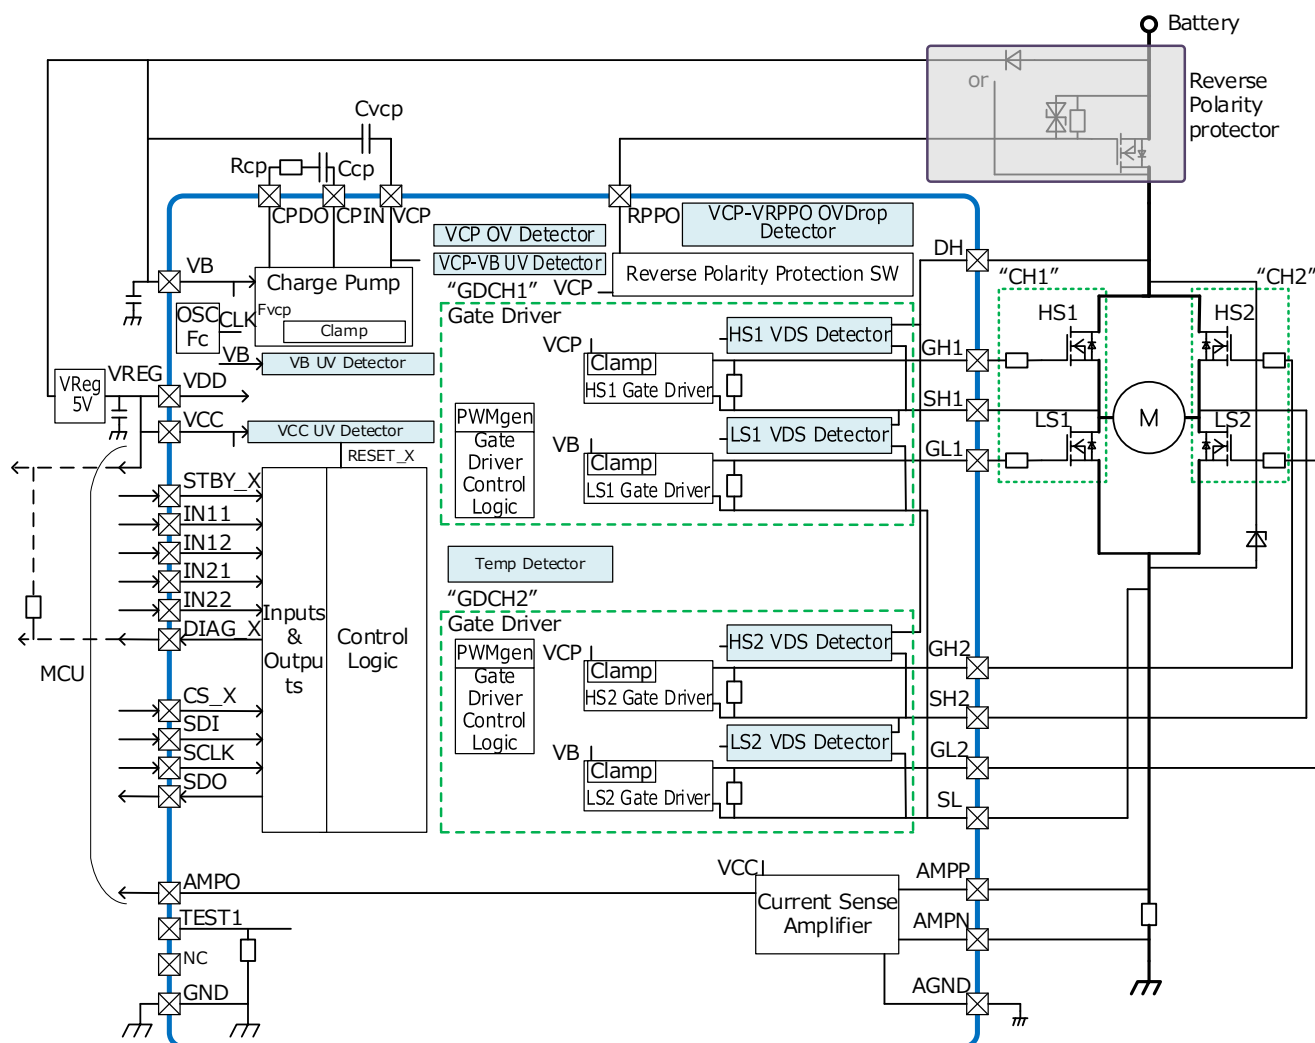 Battery
or
Reverse
Polarity
protector
Cvcp
Rcp
Ccp
CPDO
CPIN
VCP
RPPO
VCP-VRPPO OVDrop
Detector
VCP OV Detector
VCP-VB UV Detector
Reverse Polarity Protection SW
VCP
DH
VB
Charge Pump
Fvcp
Clamp
OSC
Fc
CLK
VB
VB UV Detector
"GDCH1"
Gate Driver
HS1 VDS Detector
VCP
Clamp
HS1 Gate Driver
GH1
SH1
PWMgen
Gate
Driver
Control
Logic
LS1 VDS Detector
VB
Clamp
LS1 Gate Driver
GL1
"CH1"
"CH2"
HS1
HS2
M
LS1
LS2
VReg
5V
VREG
VDD
VCC
VCC UV Detector
RESET_X
STBY_X
IN11
IN12
IN21
IN22
DIAG_X
MCU
Inputs
&
Outpu
ts
Control
Logic
CS_X
SDI
SCLK
SDO
Temp Detector
"GDCH2"
Gate Driver
HS2 VDS Detector
PWMgen
Gate
Driver
Control
Logic
VCP
Clamp
HS2 Gate Driver
GH2
SH2
LS2 VDS Detector
VB
Clamp
LS2 Gate Driver
GL2
SL
AMPO
VCC
Current Sense
Amplifier
AMPP
AMPN
AGND
TEST1
NC
GND